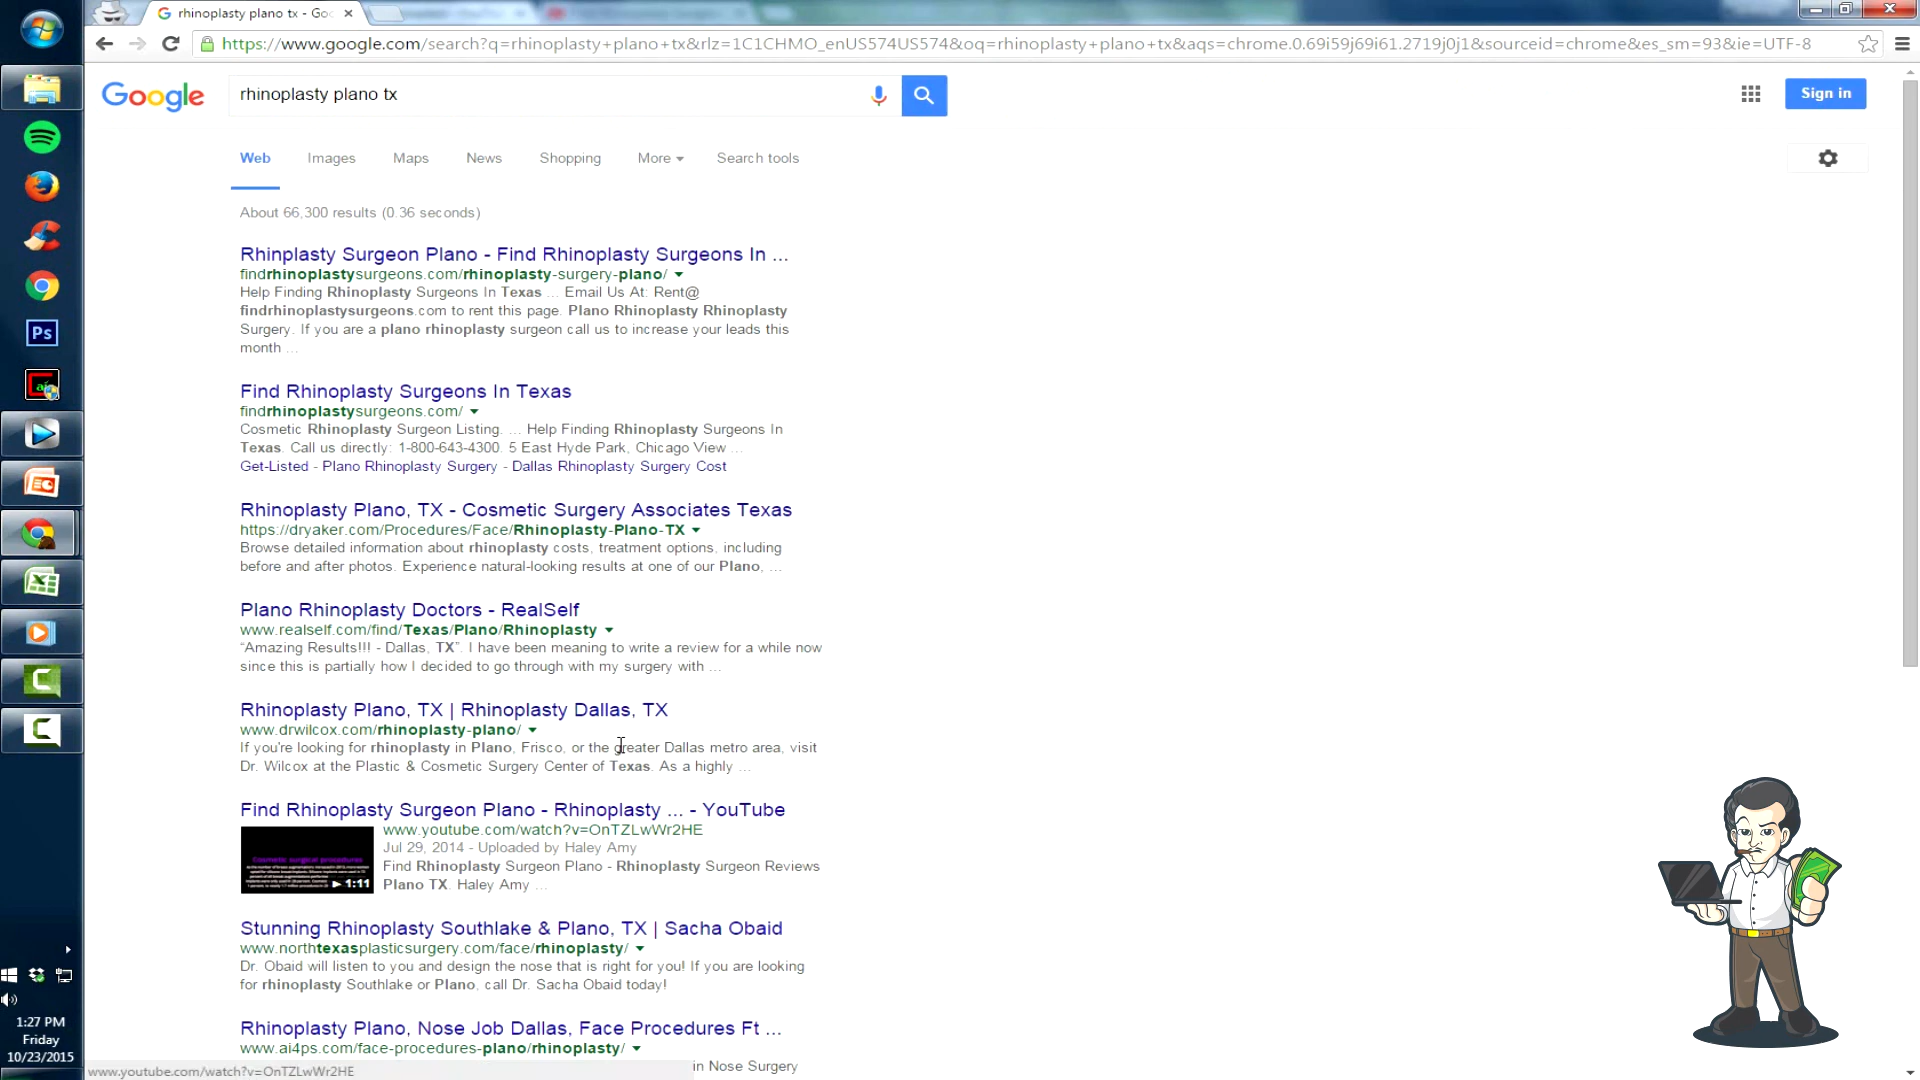 rhinoplasty plano tx - Goo
https://www.google.com/search?q=rhinoplasty+plano+tx&rlz=1C1CHMO_enUS574US574&oq=rhinoplasty+plano+tx&aqs=chrome.0.69i59j69i61.2719j0j1&sourceid=chrome&es_sm=93&ie=UTF-8
Google
rhinoplasty plano tx
Sign in
Web Images Maps News Shopping More Search tools
About 66,300 results (0.36 seconds)
Rhinplasty Surgeon Plano - Find Rhinoplasty Surgeons In ...
findrhinoplastysurgeons.com/rhinoplasty-surgery-plano/
Help Finding Rhinoplasty Surgeons In Texas ... Email Us At: Rent@
findrhinoplastysurgeons.com to rent this page. Plano Rhinoplasty Rhinoplasty
Surgery. If you are a plano rhinoplasty surgeon call us to increase your leads this
month ...
Find Rhinoplasty Surgeons In Texas
findrhinoplastysurgeons.com/
Cosmetic Rhinoplasty Surgeon Listing. ... Help Finding Rhinoplasty Surgeons In
Texas. Call us directly: 1-800-643-4300. 5 East Hyde Park, Chicago View ...
Get-Listed - Plano Rhinoplasty Surgery - Dallas Rhinoplasty Surgery Cost
Rhinoplasty Plano, TX - Cosmetic Surgery Associates Texas
https://dryaker.com/Procedures/Face/Rhinoplasty-Plano-TX
Browse detailed information about rhinoplasty costs, treatment options, including
before and after photos. Experience natural-looking results at one of our Plano, ...
Plano Rhinoplasty Doctors - RealSelf
www.realself.com/find/Texas/Plano/Rhinoplasty
“Amazing Results!!! - Dallas, TX”. I have been meaning to write a review for a while now
since this is partially how I decided to go through with my surgery with ...
Rhinoplasty Plano, TX | Rhinoplasty Dallas, TX
www.drwilcox.com/rhinoplasty-plano/
If you're looking for rhinoplasty in Plano, Frisco, or the greater Dallas metro area, visit
Dr. Wilcox at the Plastic & Cosmetic Surgery Center of Texas. As a highly ...
Find Rhinoplasty Surgeon Plano - Rhinoplasty ... - YouTube
www.youtube.com/watch?v=OnTZLwWr2HE
Jul 29, 2014 - Uploaded by Haley Amy
Find Rhinoplasty Surgeon Plano - Rhinoplasty Surgeon Reviews
Plano TX. Haley Amy ...
Cosmetic surgical procedures
1:11
Stunning Rhinoplasty Southlake & Plano, TX | Sacha Obaid
www.northtexasplasticsurgery.com/face/rhinoplasty/
Dr. Obaid will listen to you and design the nose that is right for you! If you are looking
for rhinoplasty Southlake or Plano, call Dr. Sacha Obaid today!
Rhinoplasty Plano, Nose Job Dallas, Face Procedures Ft ...
www.ai4ps.com/face-procedures-plano/rhinoplasty/
in Nose Surgery
www.youtube.com/watch?v=OnTZLwWr2HE
Ps
1:27 PM
Friday
10/23/2015